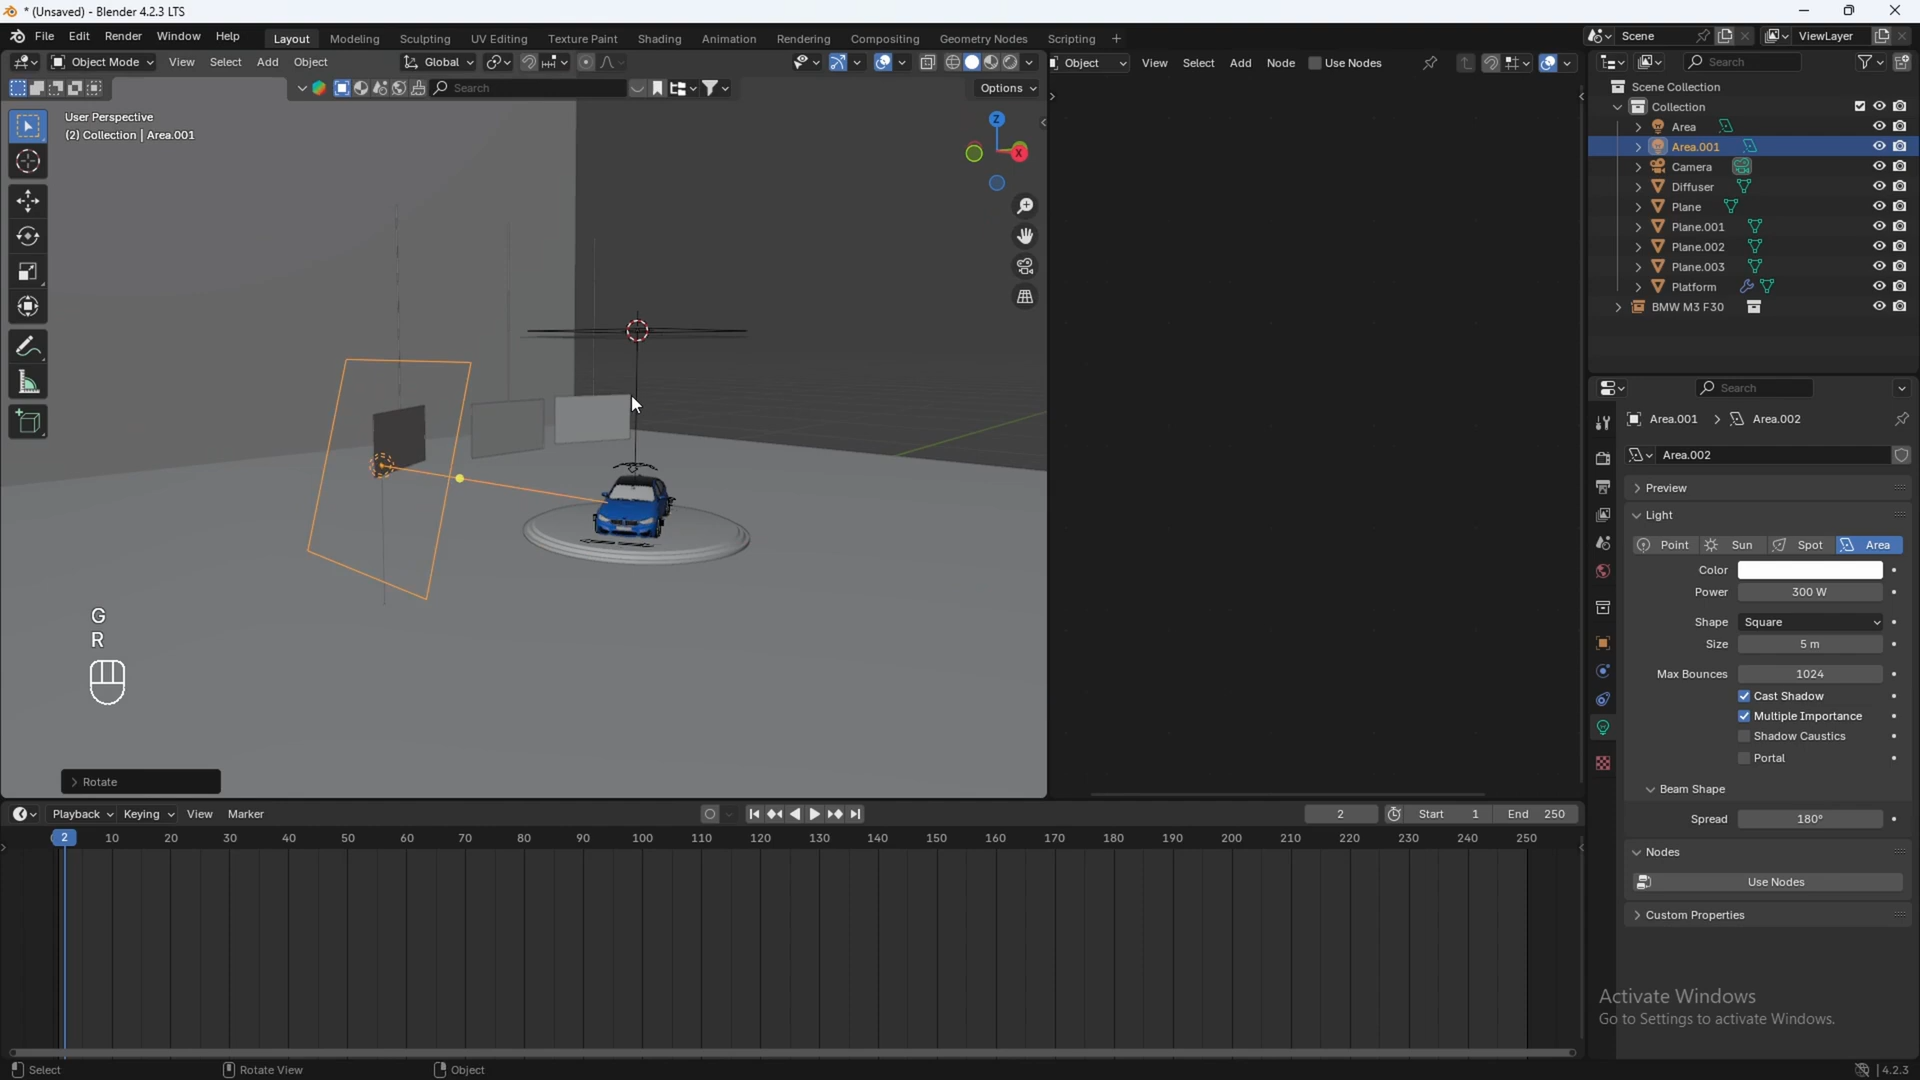 * (Unsaved) - Blender 4.2.3 LTS
File Edit Render Window Help
Layout Modeling Sculpting UV Editing Texture Paint Shading Animation Rendering Compositing Geometry Nodes Scripting +
Scene ViewLayer
Object Mode View Select Add Object Global
Object View Select Add Node Use Nodes
Search
Search Options
User Perspective
(2) Collection | Area.001
Z
X
Scene Collection
Collection
Area
Area.001
Camera
Diffuser
Plane
Plane.001
Plane.002
Plane.003
Platform
BMW M3 F30
Search
Area.001 > Area.002
Area.002
Preview
Light
Point Sun Spot Area
Color
Power 300 W
Shape Square
Size 5 m
Max Bounces 1024
Cast Shadow
Multiple Importance
Shadow Caustics
Portal
Beam Shape
Spread 180°
Nodes
Use Nodes
Custom Properties
G
R
Rotate
Playback Keying View Marker 2 Start 1 End 250
2 10 20 30 40 50 60 70 80 90 100 110 120 130 140 150 160 170 180 190 200 210 220 230 240 250
Activate Windows
Go to Settings to activate Windows.
Select Rotate View Object 4.2.3